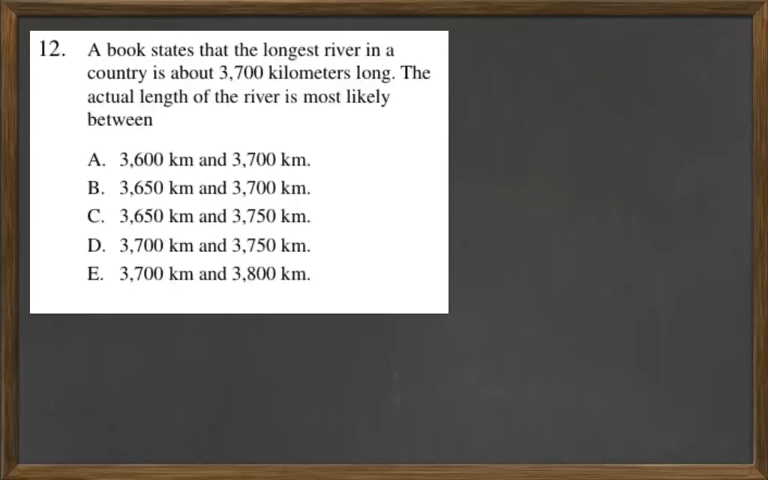 12. A book states that the longest river in a
country is about 3,700 kilometers long. The
actual length of the river is most likely
between
A. 3,600 km and 3,700 km.
B. 3,650 km and 3,700 km.
C. 3,650 km and 3,750 km.
D. 3,700 km and 3,750 km.
E. 3,700 km and 3,800 km.